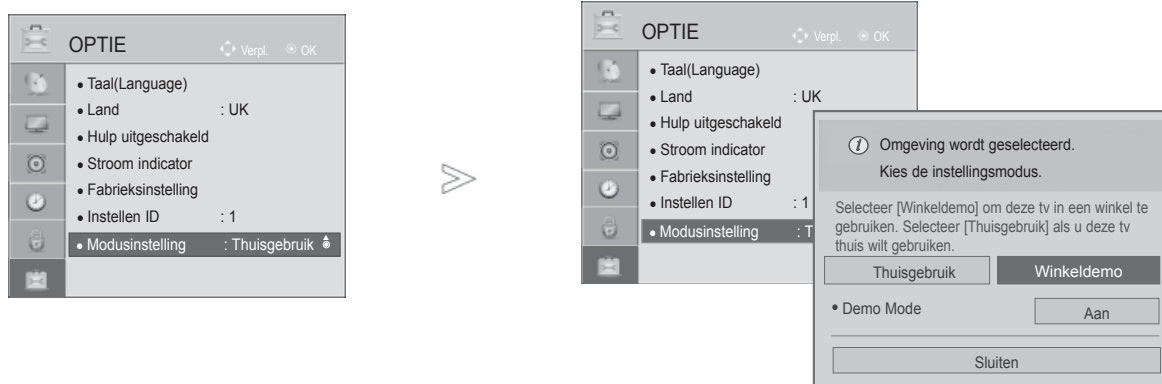 OPTIE
Verpl. OK
• Taal(Language)
• Land : UK
• Hulp uitgeschakeld
• Stroom indicator
• Fabrieksinstelling
• Instellen ID : 1
• Modusinstelling : Thuisgebruik
OPTIE
Verpl. OK
• Taal(Language)
• Land : UK
• Hulp uitgeschakeld
• Stroom indicator
• Fabrieksinstelling
• Instellen ID : 1
• Modusinstelling : T
i Omgeving wordt geselecteerd.
Kies de instellingsmodus.
Selecteer [Winkeldemo] om deze tv in een winkel te
gebruiken. Selecteer [Thuisgebruik] als u deze tv
thuis wilt gebruiken.
Thuisgebruik Winkeldemo
• Demo Mode Aan
Sluiten